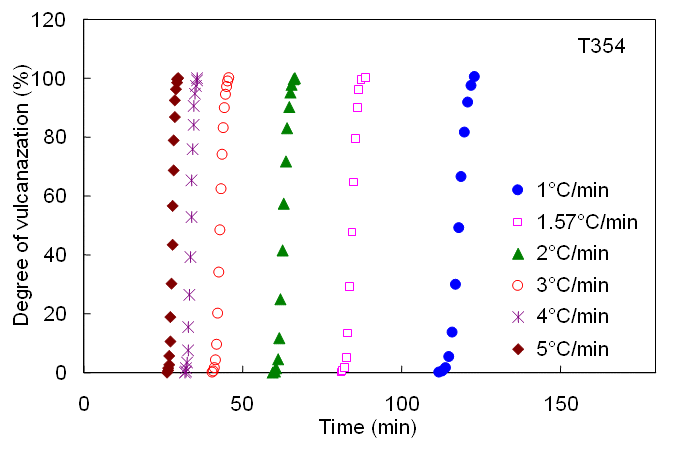 120
T354
100
80
60
40
20
0
Degree of vulcanazation (%)
1°C/min
1.57°C/min
2°C/min
3°C/min
4°C/min
5°C/min
0 50 100 150
Time (min)